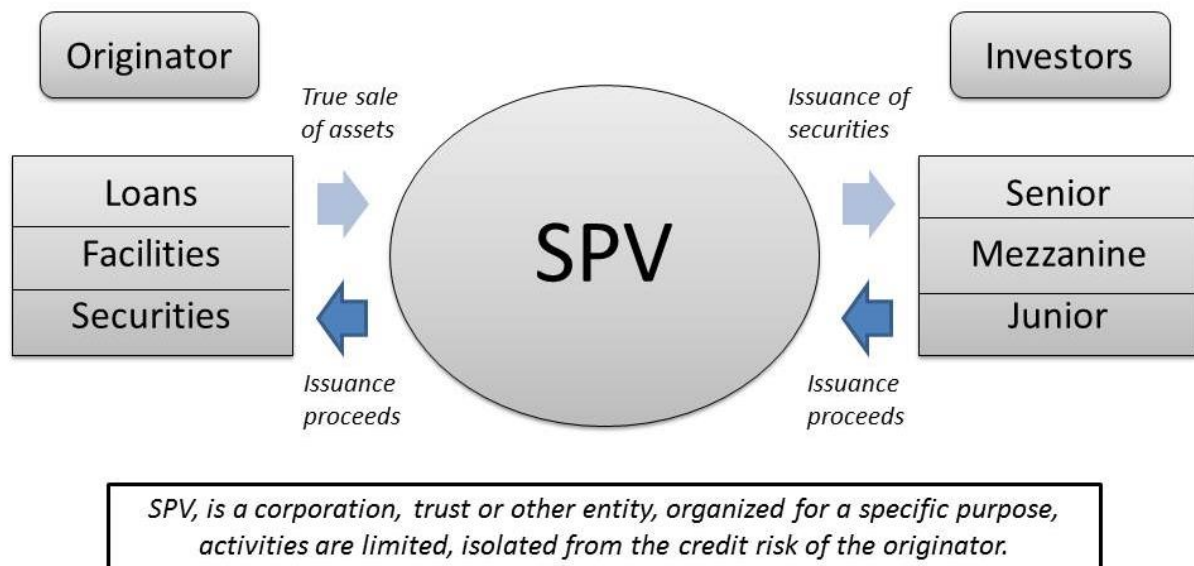 Originator
Investors
True sale
of assets
Issuance of
securities
Loans
Facilities
Securities
SPV
Senior
Mezzanine
Junior
Issuance
proceeds
Issuance
proceeds
SPV, is a corporation, trust or other entity, organized for a specific purpose,
activities are limited, isolated from the credit risk of the originator.